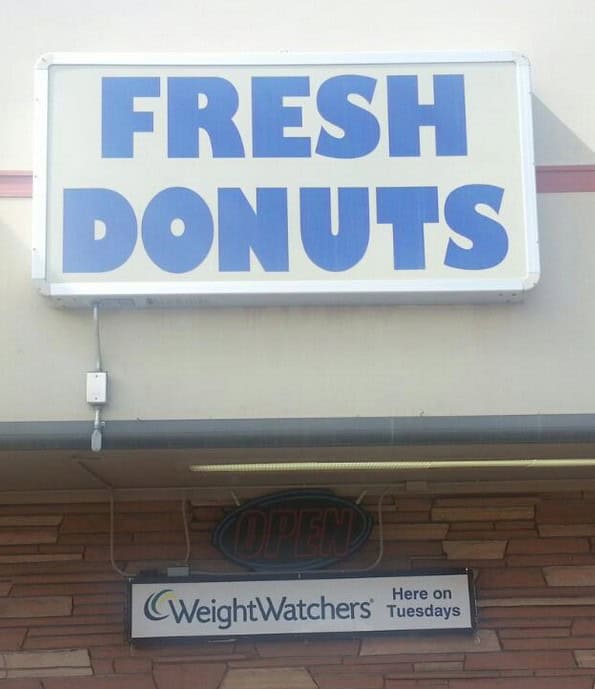 FRESH
DONUTS
OPEN
WeightWatchers®
Here on
Tuesdays